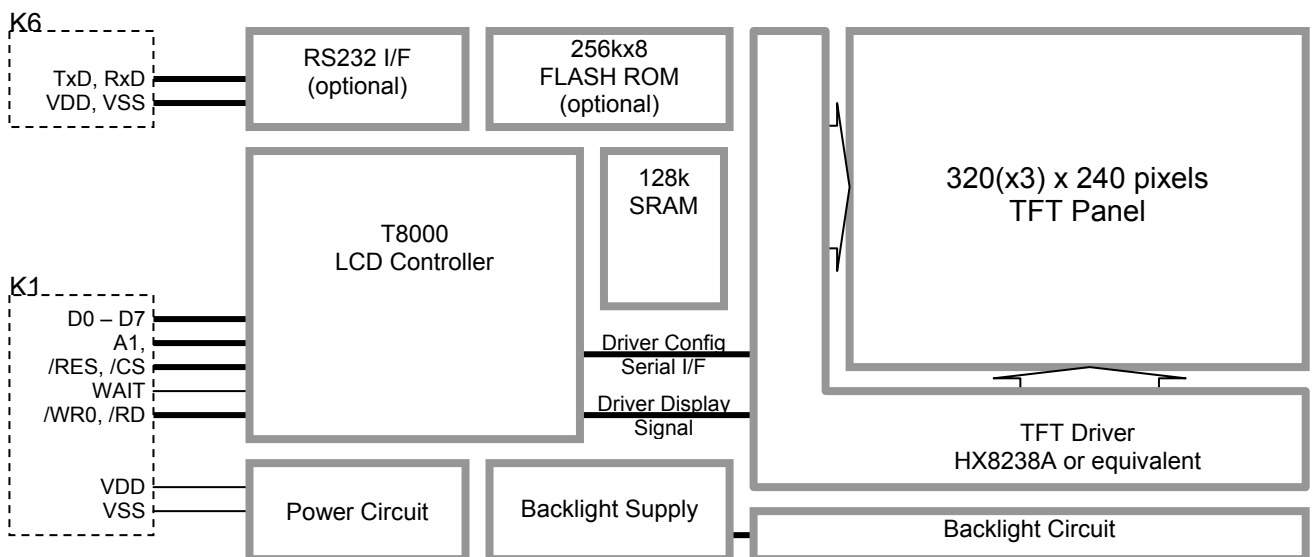 K6
TxD, RxD
VDD, VSS
RS232 I/F
(optional)
256kx8
FLASH ROM
(optional)
320(x3) x 240 pixels
TFT Panel
128k
SRAM
T8000
LCD Controller
K1
D0 – D7
A1,
/RES, /CS
WAIT
/WR0, /RD
VDD
VSS
Driver Config
Serial I/F
Driver Display
Signal
TFT Driver
HX8238A or equivalent
Power Circuit
Backlight Supply
Backlight Circuit